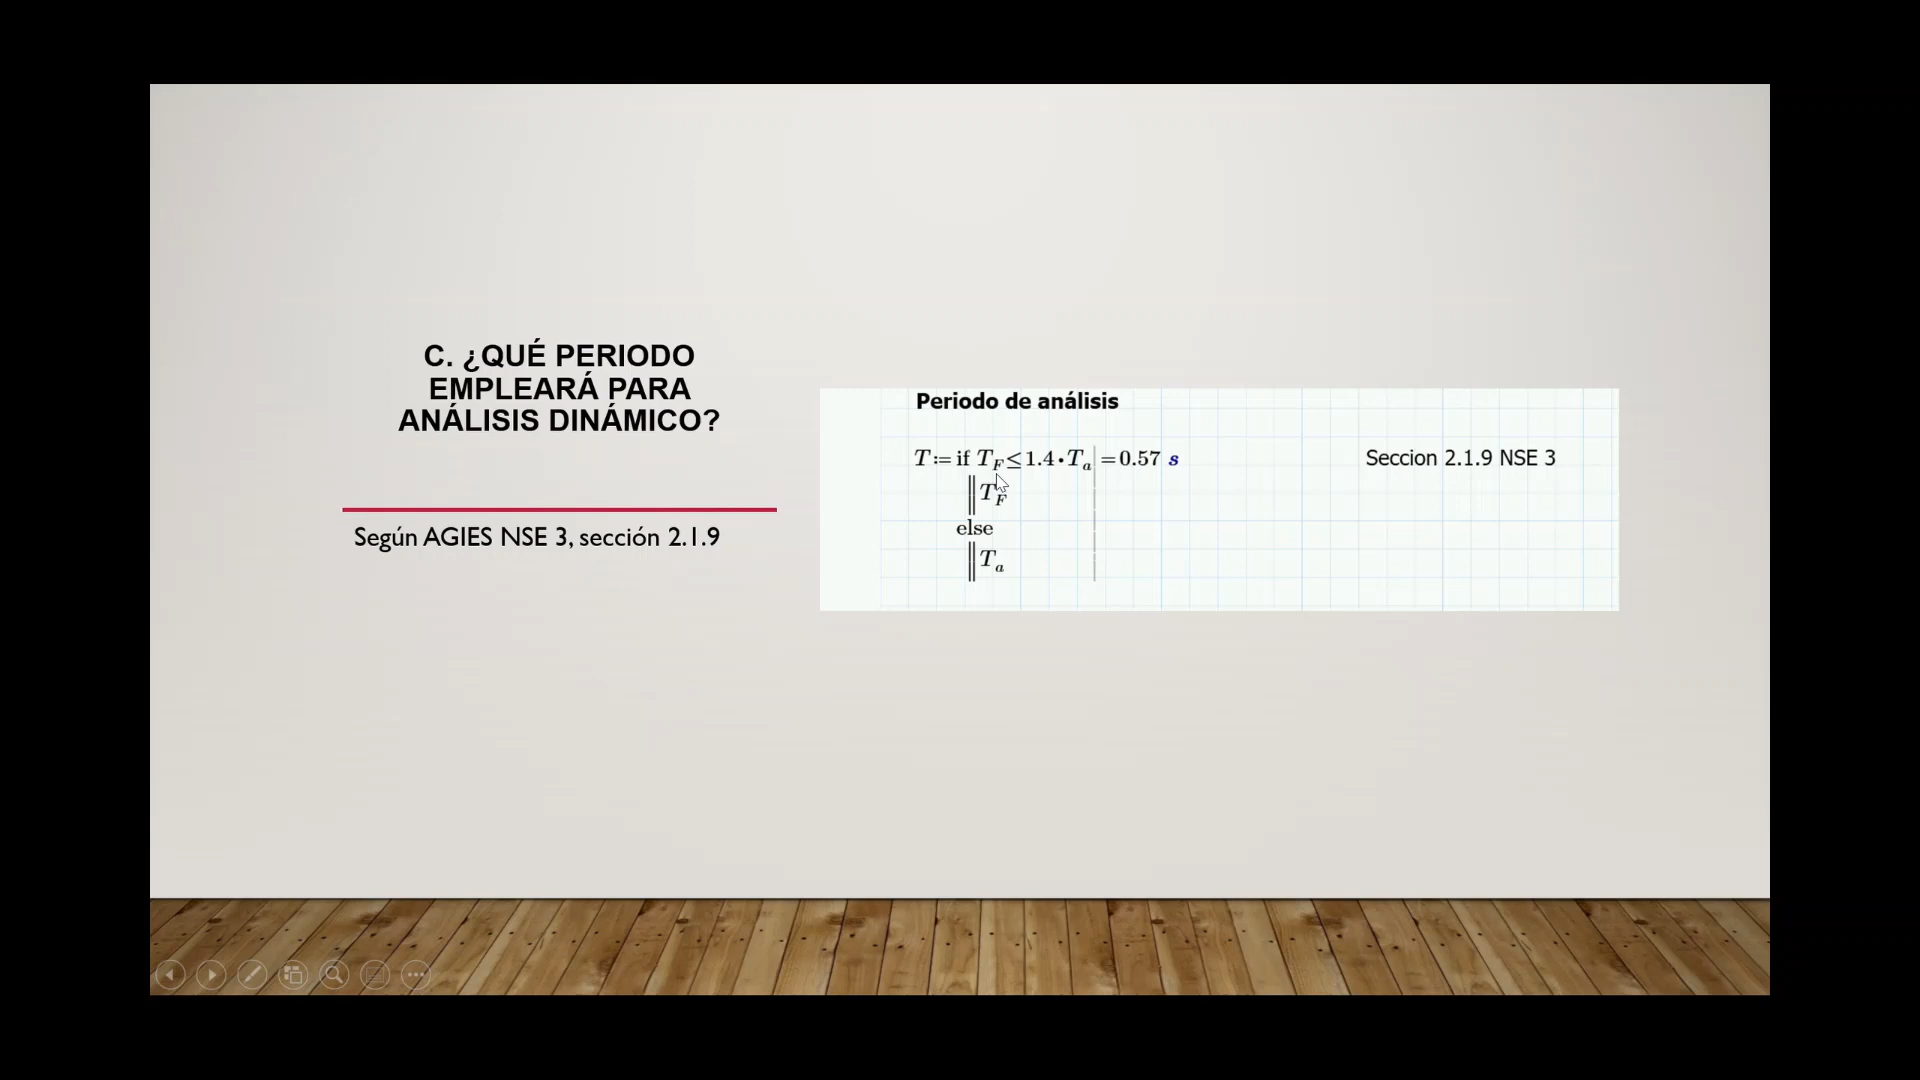 C. ¿QUÉ PERIODO
EMPLEARÁ PARA
ANÁLISIS DINÁMICO?
Según AGIES NSE 3, sección 2.1.9
Periodo de análisis
T := if T_F ≤ 1.4 • T_a | = 0.57 s
Seccion 2.1.9 NSE 3
‖ T_F
else
‖ T_a